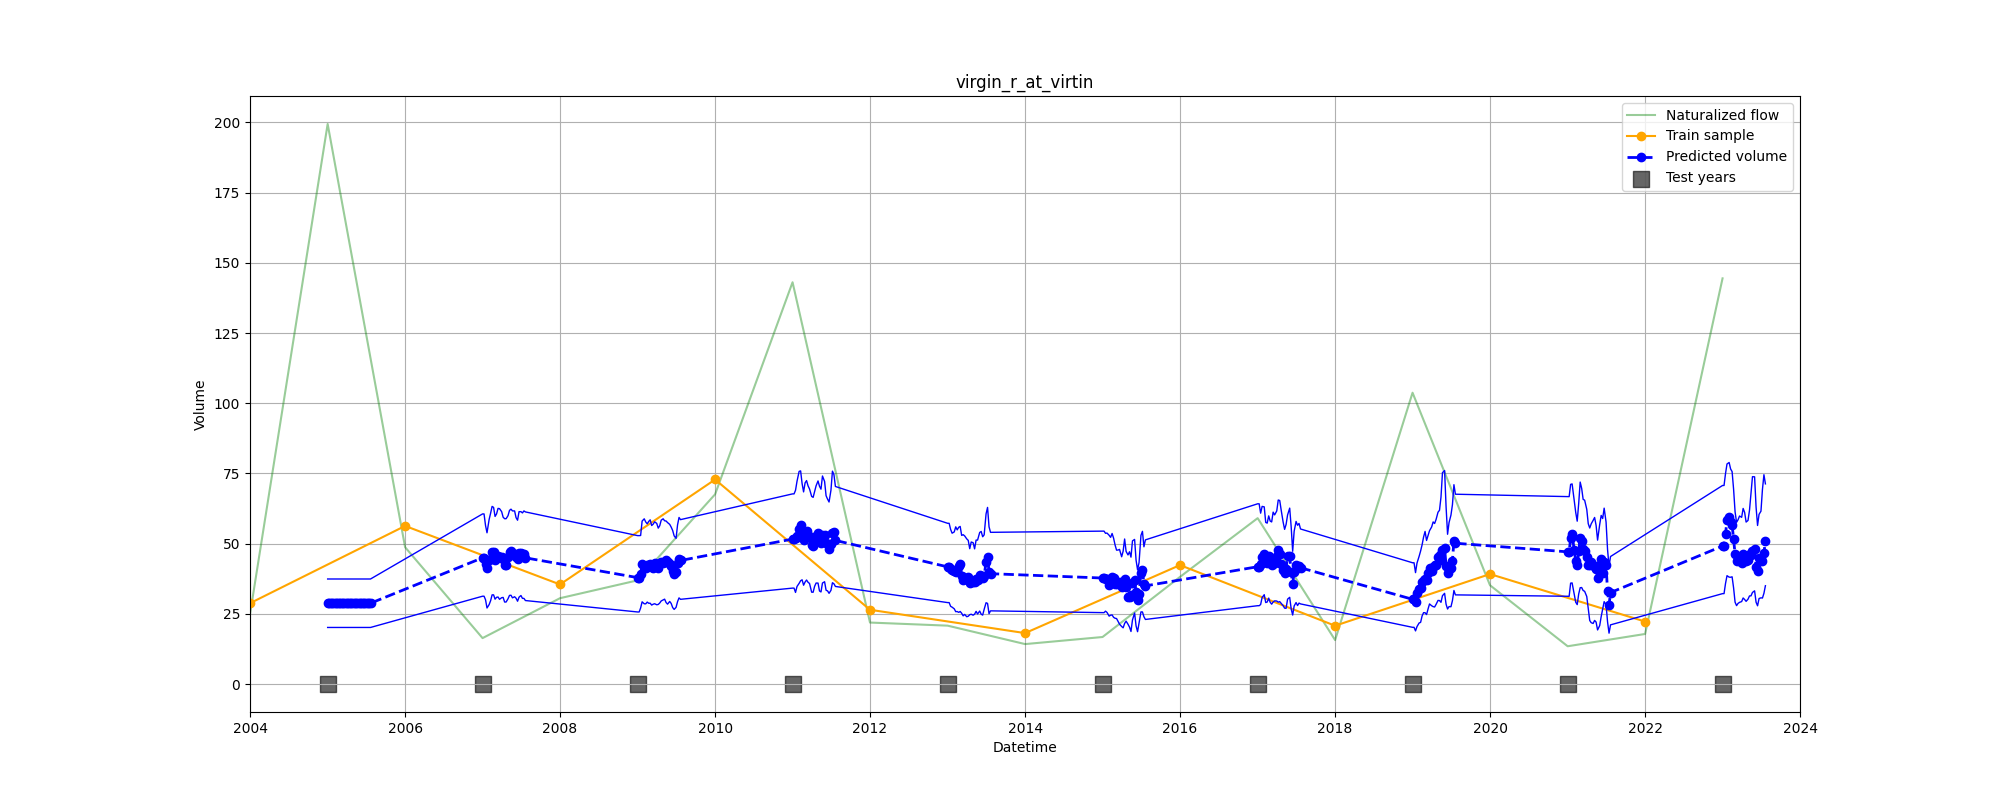 virgin_r_at_virtin
Naturalized flow
Train sample
Predicted volume
Test years
200
175
150
125
100
75
50
25
0
Volume
2004 2006 2008 2010 2012 2014 2016 2018 2020 2022 2024
Datetime